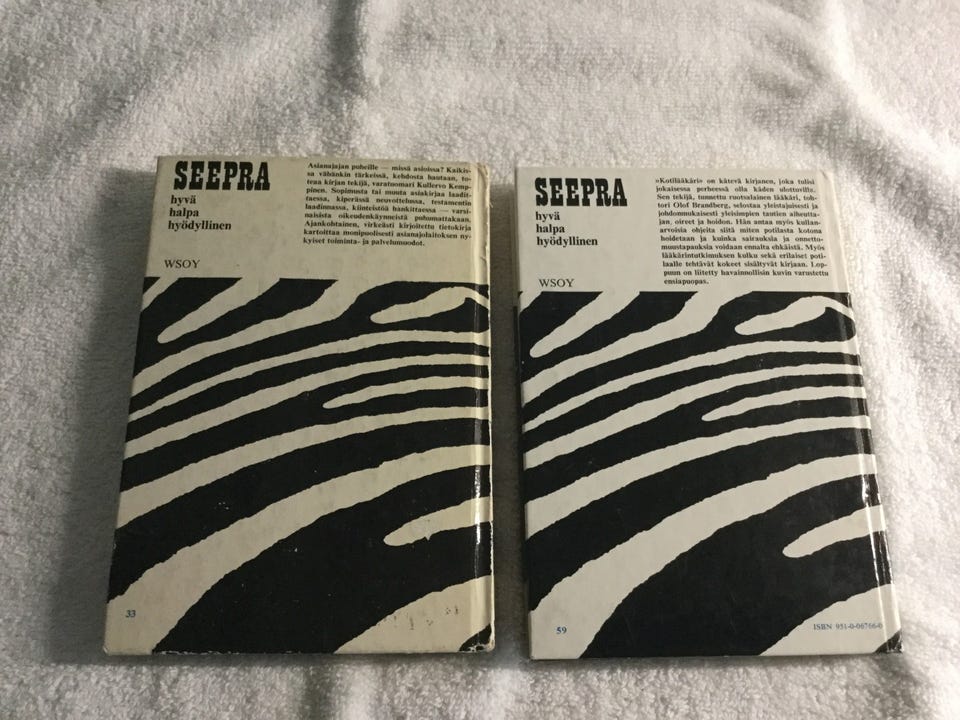 SEEPRA
hyvä
halpa
hyödyllinen
WSOY
Asianajajan puheille — missä asioissa? Kaikis-
sa vähänkin tärkeissä, kehdosta hautaan, to-
teaa kirjan tekijä, varatuomari Kullervo Kemp-
pinen. Sopimusta tai muuta asiakirjaa laadit-
taessa, kiperässä neuvottelussa, testamentin
laadinnassa, kiinteistöä hankittaessa — varsi-
naisista oikeudenkäynneistä puhumattakaan.
Ajankohtainen, virkeästi kirjoitettu tietokirja
kartoittaa monipuolisesti asianajolaitoksen ny-
kyiset toiminta- ja palvelumuodot.
33
SEEPRA
hyvä
halpa
hyödyllinen
WSOY
»Kotilääkäri» on kätevä kirjanen, joka tulisi
jokaisessa perheessä olla käden ulottuvilla.
Sen tekijä, tunnettu ruotsalainen lääkäri, toh-
tori Olof Brandberg, selostaa yleistajuisesti ja
johdonmukaisesti yleisimpien tautien aiheutta-
jan, oireet ja hoidon. Hän antaa myös kullan-
arvoisia ohjeita siitä miten potilasta kotona
hoidetaan ja kuinka sairauksia ja onnetto-
muustapauksia voidaan ennalta ehkäistä. Myös
lääkärintutkimuksen kulku sekä erilaiset poti-
laalle tehtävät kokeet sisältyvät kirjaan. Lop-
puun on liitetty havainnollisin kuvin varustettu
ensiapuopas.
59
ISBN 951-0-06766-0